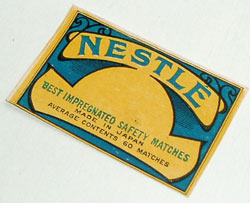 NESTLE
BEST IMPREGNATED SAFETY MATCHES
MADE IN JAPAN
AVERAGE CONTENTS 60 MATCHES